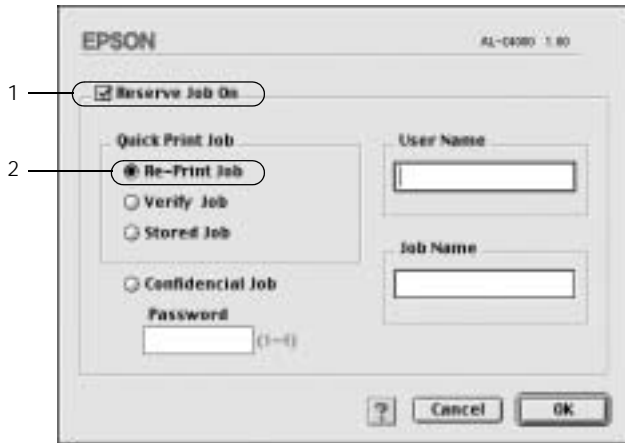 EPSON
AL-C4000 1.80
1
Reserve Job On
Quick Print Job
User Name
2
Re-Print Job
Verify Job
Stored Job
Job Name
Confidencial Job
Password
(1-4)
?
Cancel
OK